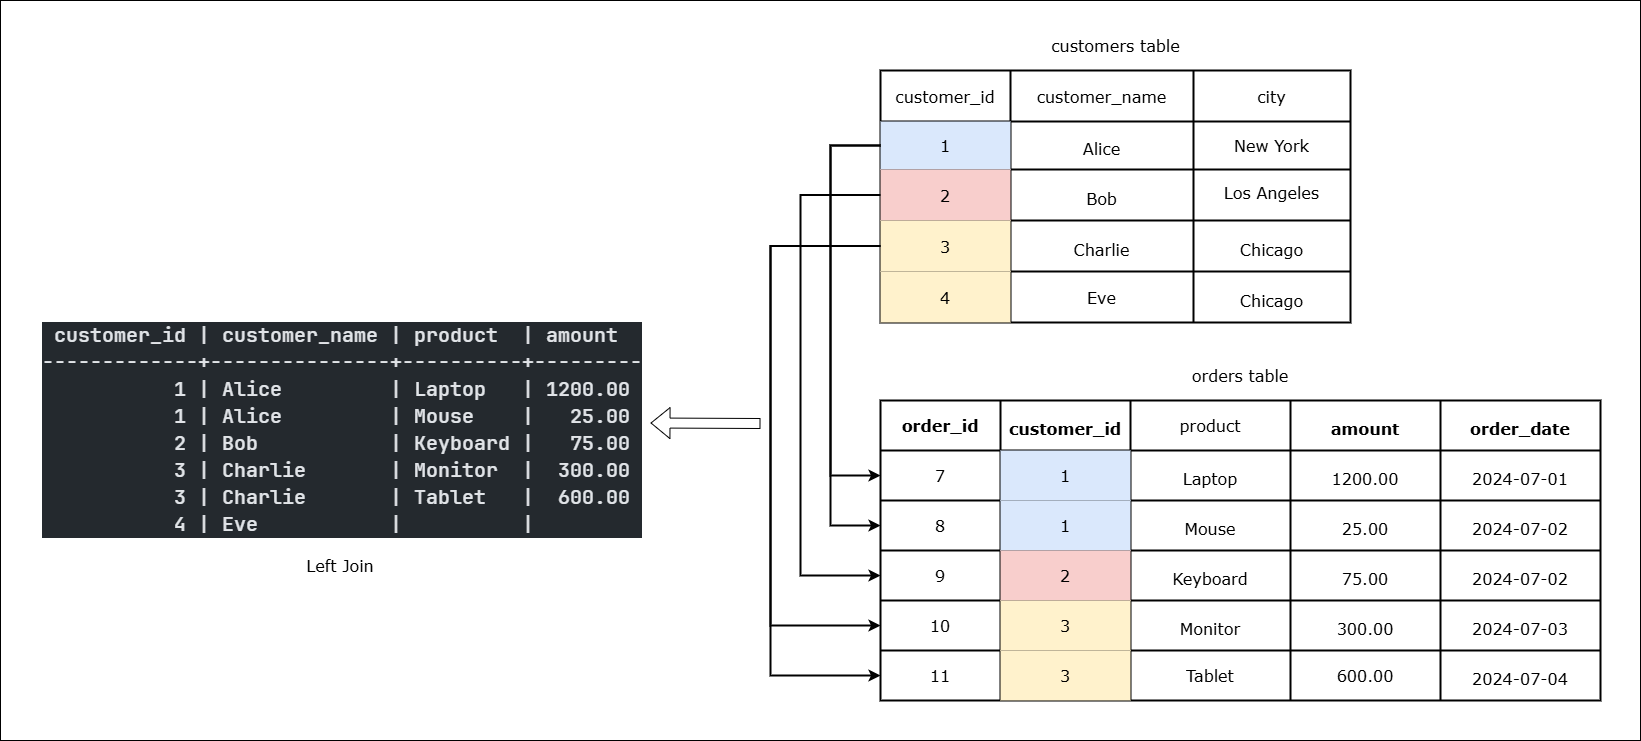 customers table
customer_id customer_name city
1 Alice New York
2 Bob Los Angeles
3 Charlie Chicago
4 Eve Chicago
customer_id | customer_name | product | amount
-------------+---------------+----------+---------
1 | Alice | Laptop | 1200.00
1 | Alice | Mouse | 25.00
2 | Bob | Keyboard | 75.00
3 | Charlie | Monitor | 300.00
3 | Charlie | Tablet | 600.00
4 | Eve | |
Left Join
orders table
order_id customer_id product amount order_date
7 1 Laptop 1200.00 2024-07-01
8 1 Mouse 25.00 2024-07-02
9 2 Keyboard 75.00 2024-07-02
10 3 Monitor 300.00 2024-07-03
11 3 Tablet 600.00 2024-07-04